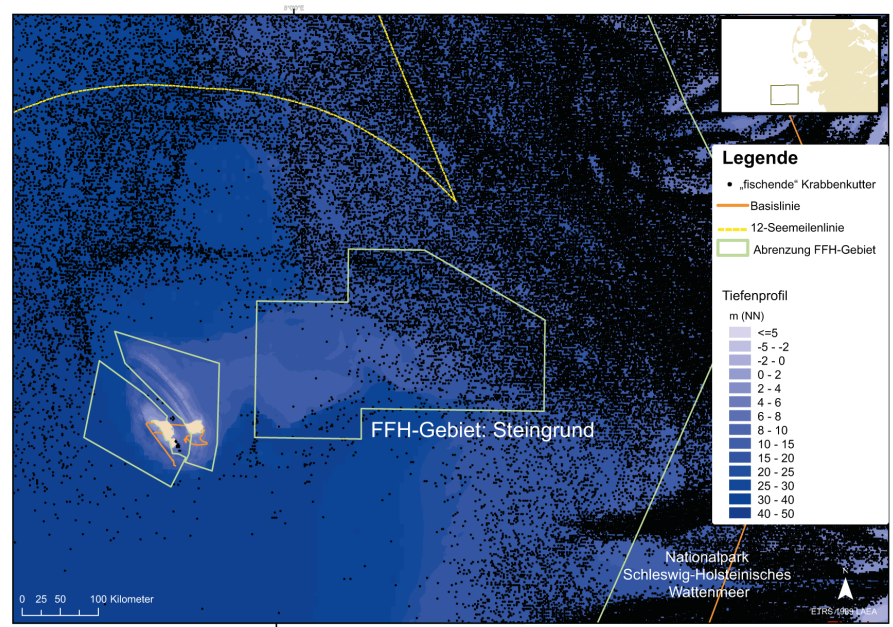 Legende
„fischende“ Krabbenkutter
Basislinie
12-Seemeilenlinie
Abrenzung FFH-Gebiet
Tiefenprofil
m (NN)
<=5
-5 - -2
-2 - 0
0 - 2
2 - 4
4 - 6
6 - 8
8 - 10
10 - 15
15 - 20
20 - 25
25 - 30
30 - 40
40 - 50
FFH-Gebiet: Steingrund
Nationalpark
Schleswig-Holsteinisches
Wattenmeer
0 25 50 100 Kilometer
N
ETRS 1989 LAEA